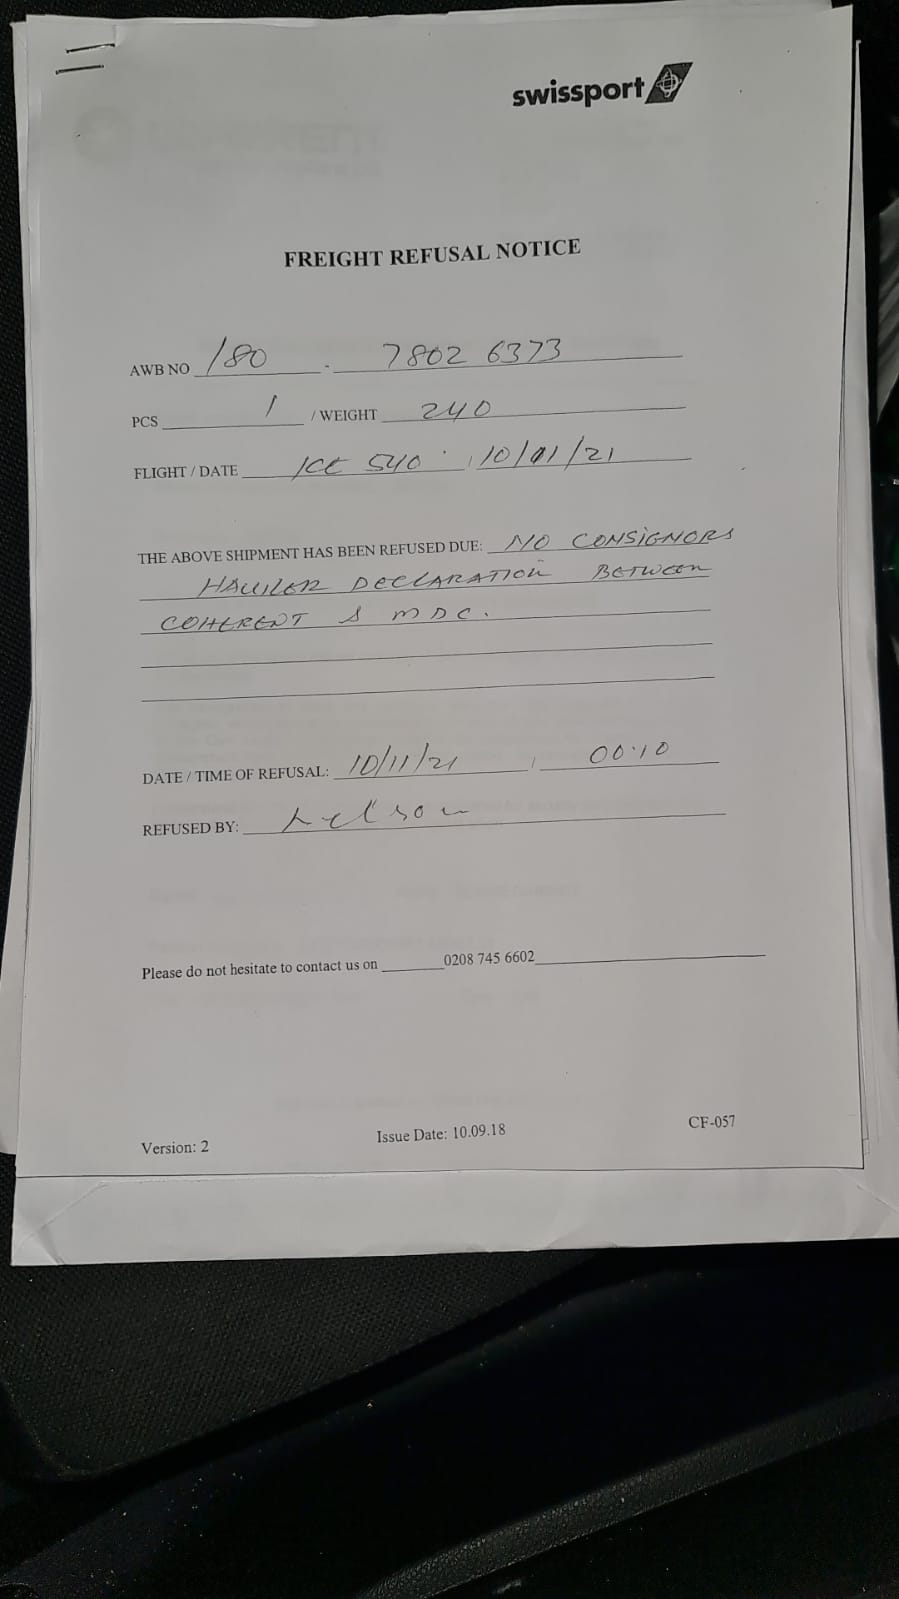 swissport
FREIGHT REFUSAL NOTICE
AWB NO 180 - 7802 6373
PCS 1 / WEIGHT 240
FLIGHT / DATE ICE 540 10/01/21
THE ABOVE SHIPMENT HAS BEEN REFUSED DUE: NO CONSIGNORS
HAULIER DECLARATION BETWEEN
COHERENT & MDC.
DATE / TIME OF REFUSAL: 10/11/21 / 00:10
REFUSED BY:
Please do not hesitate to contact us on 0208 745 6602
Version: 2 Issue Date: 10.09.18 CF-057